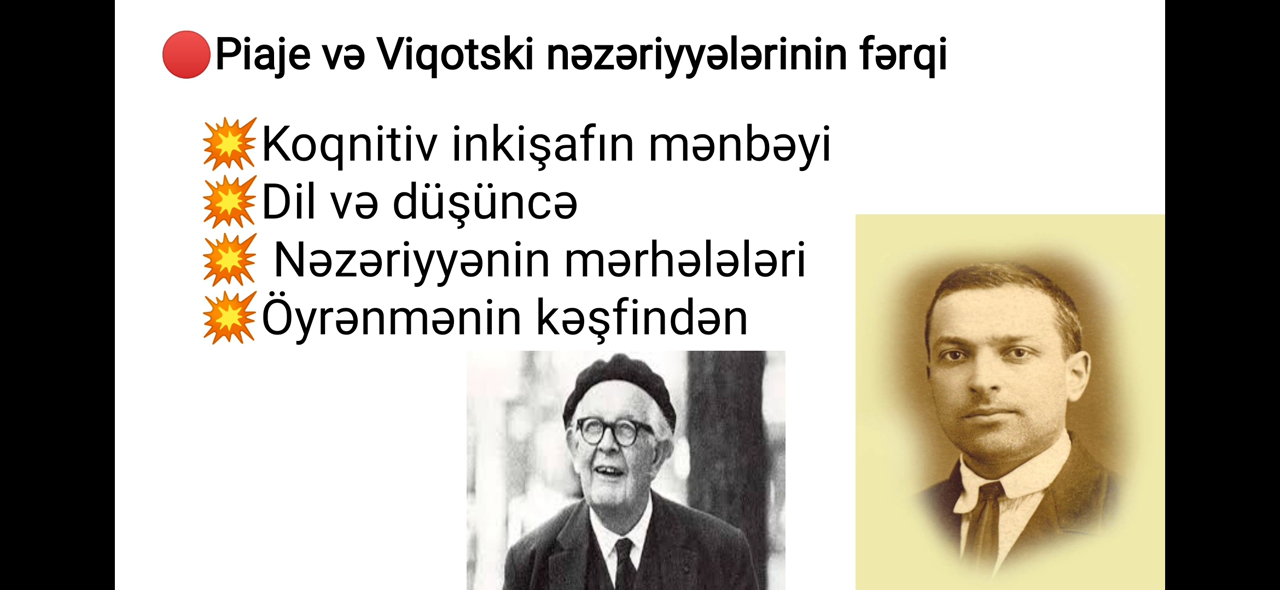 🔴Piaje və Viqotski nəzəriyyələrinin fərqi
💥Koqnitiv inkişafın mənbəyi
💥Dil və düşüncə
💥 Nəzəriyyənin mərhələləri
💥Öyrənmənin kəşfindən